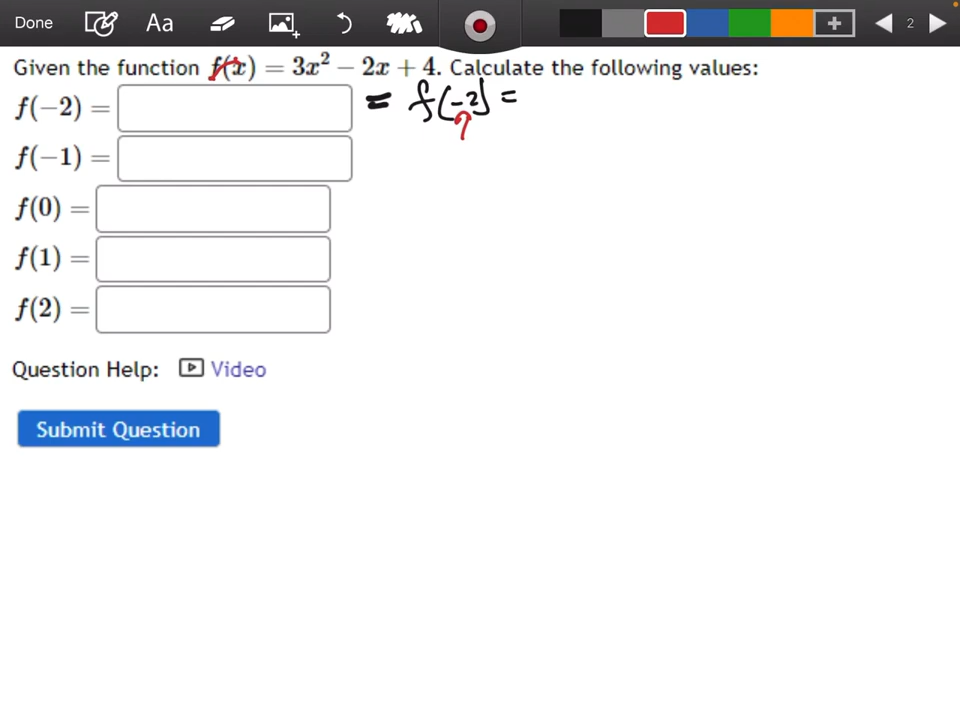 Done Aa 2
Given the function f(x) = 3x² − 2x + 4. Calculate the following values:
f(−2) = = f(-2) =
f(−1) =
f(0) =
f(1) =
f(2) =
Question Help: Video
Submit Question